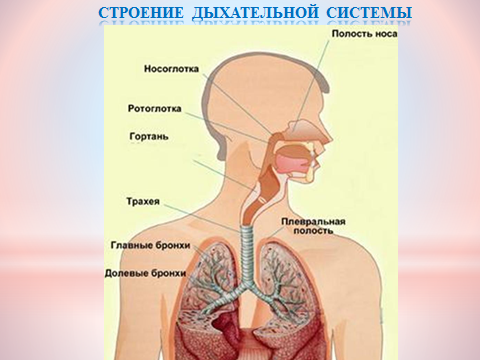 СТРОЕНИЕ ДЫХАТЕЛЬНОЙ СИСТЕМЫ
Полость носа
Носоглотка
Ротоглотка
Гортань
Трахея
Плевральная
полость
Главные бронхи
Долевые бронхи